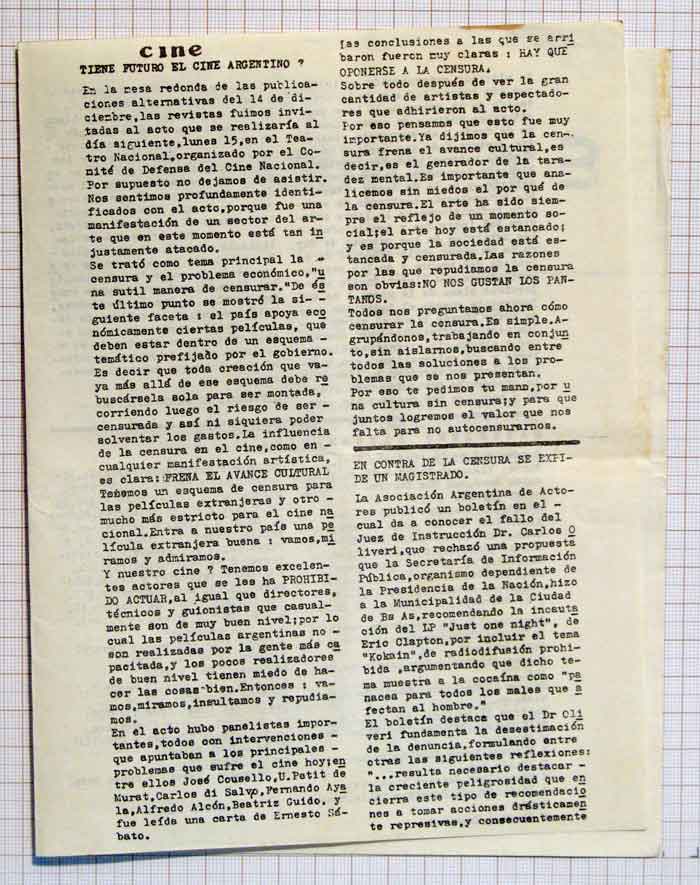 cine
TIENE FUTURO EL CINE ARGENTINO ?
En la mesa redonda de las publica-
ciones alternativas del 14 de di-
ciembre,las revistas fuimos invi-
tadas al acto que se realizaría al
día siguiente,lunes 15,en el Tea-
tro Nacional,organizado por el Co-
mité de Defensa del Cine Nacional.
Por supuesto no dejamos de asistir.
Nos sentimos profundamente identi-
ficados con el acto,porque fue una
manifestación de un sector del ar-
te que en este momento está tan in
justamente atacado.
Se trató como tema principal la -
censura y el problema económico,"u
na sutil manera de censurar."De és
te último punto se mostró la si- -
guiente faceta : el país apoya eco
nómicamente ciertas películas, que
deben estar dentro de un esquema -
temático prefijado por el gobierno.
Es decir que toda creación que va-
ya más allá de ese esquema debe re
buscársela sola para ser montada,
corriendo luego el riesgo de ser -
censurada y así ni siquiera poder
solventar los gastos.La influencia
de la censura en el cine,como en -
cualquier manifestación artística,
es clara: FRENA EL AVANCE CULTURAL
Tenemos un esquema de censura para
las películas extranjeras y otro -
mucho más estricto para el cine na
cional.Entra a nuestro país una pe
lícula extranjera buena : vamos,mi
ramos y admiramos.
Y nuestro cine ? Tenemos excelen-
tes actores que se les ha PROHIBI-
DO ACTUAR,al igual que directores,
técnicos y guionistas que casual-
mente son de muy buen nivel;por lo
cual las películas argentinas no -
son realizadas por la gente más ca
pacitada,y los pocos realizadores
de buen nivel tienen miedo de ha-
cer las cosas bien.Entonces : va-
mos,miramos,insultamos y repudia-
mos.
En el acto hubo panelistas impor-
tantes,todos con intervenciones -
que apuntaban a los principales -
problemas que sufre el cine hoy;en
tre ellos José Cousello,U.Petit de
Murat,Carlos di Salvo,Fernando Aya
la,Alfredo Alcón,Beatriz Guido. y
fue leída una carta de Ernesto Sá-
bato.
las conclusiones a las que se arri
baron fueron muy claras : HAY QUE
OPONERSE A LA CENSURA.
Sobre todo después de ver la gran
cantidad de artistas y espectado-
res que adhirieron al acto.
Por eso pensamos que esto fue muy
importante.Ya dijimos que la cen-
sura frena el avance cultural,es
decir,es el generador de la tara-
dez mental.Es importante que ana-
licemos sin miedos el por qué de
la censura.El arte ha sido siem-
pre el reflejo de un momento so-
cial;el arte hoy está estancado;
y es porque la sociedad está es-
tancada y censurada.Las razones
por las que repudiamos la censura
son obvias:NO NOS GUSTAN LOS PAN-
TANOS.
Todos nos preguntamos ahora cómo
censurar la censura.Es simple.A-
grupándonos,trabajando en conjun
to,sin aislarnos,buscando entre
todos las soluciones a los pro-
blemas que se nos presentan.
Por eso te pedimos tu mano,por u
na cultura sin censura;y para que
juntos logremos el valor que nos
falta para no autocensurarnos.
EN CONTRA DE LA CENSURA SE EXPI-
DE UN MAGISTRADO.
La Asociación Argentina de Acto-
res publicó un boletín en el -
cual da a conocer el fallo del
Juez de Instrucción Dr. Carlos O
liveri,que rechazó una propuesta
que la Secretaría de Información
Pública,organismo dependiente de
la Presidencia de la Nación,hizo
a la Municipalidad de la Ciudad
de Bs As,recomendando la incauta
ción del LP "Just one night", de
Eric Clapton,por incluir el tema
"Kokain",de radiodifusión prohi-
bida ,argumentando que dicho te-
ma muestra a la cocaína como "pa
nacea para todos los males que a
fectan al hombre."
El boletín destaca que el Dr Oli
veri fundamenta la desestimación
de la denuncia,formulando entre
otras las siguientes reflexiones:
"...resulta necesario destacar -
la creciente peligrosidad que en
cierra este tipo de recomendacio
nes a tomar acciones drásticamen
te represivas,y consecuentemente